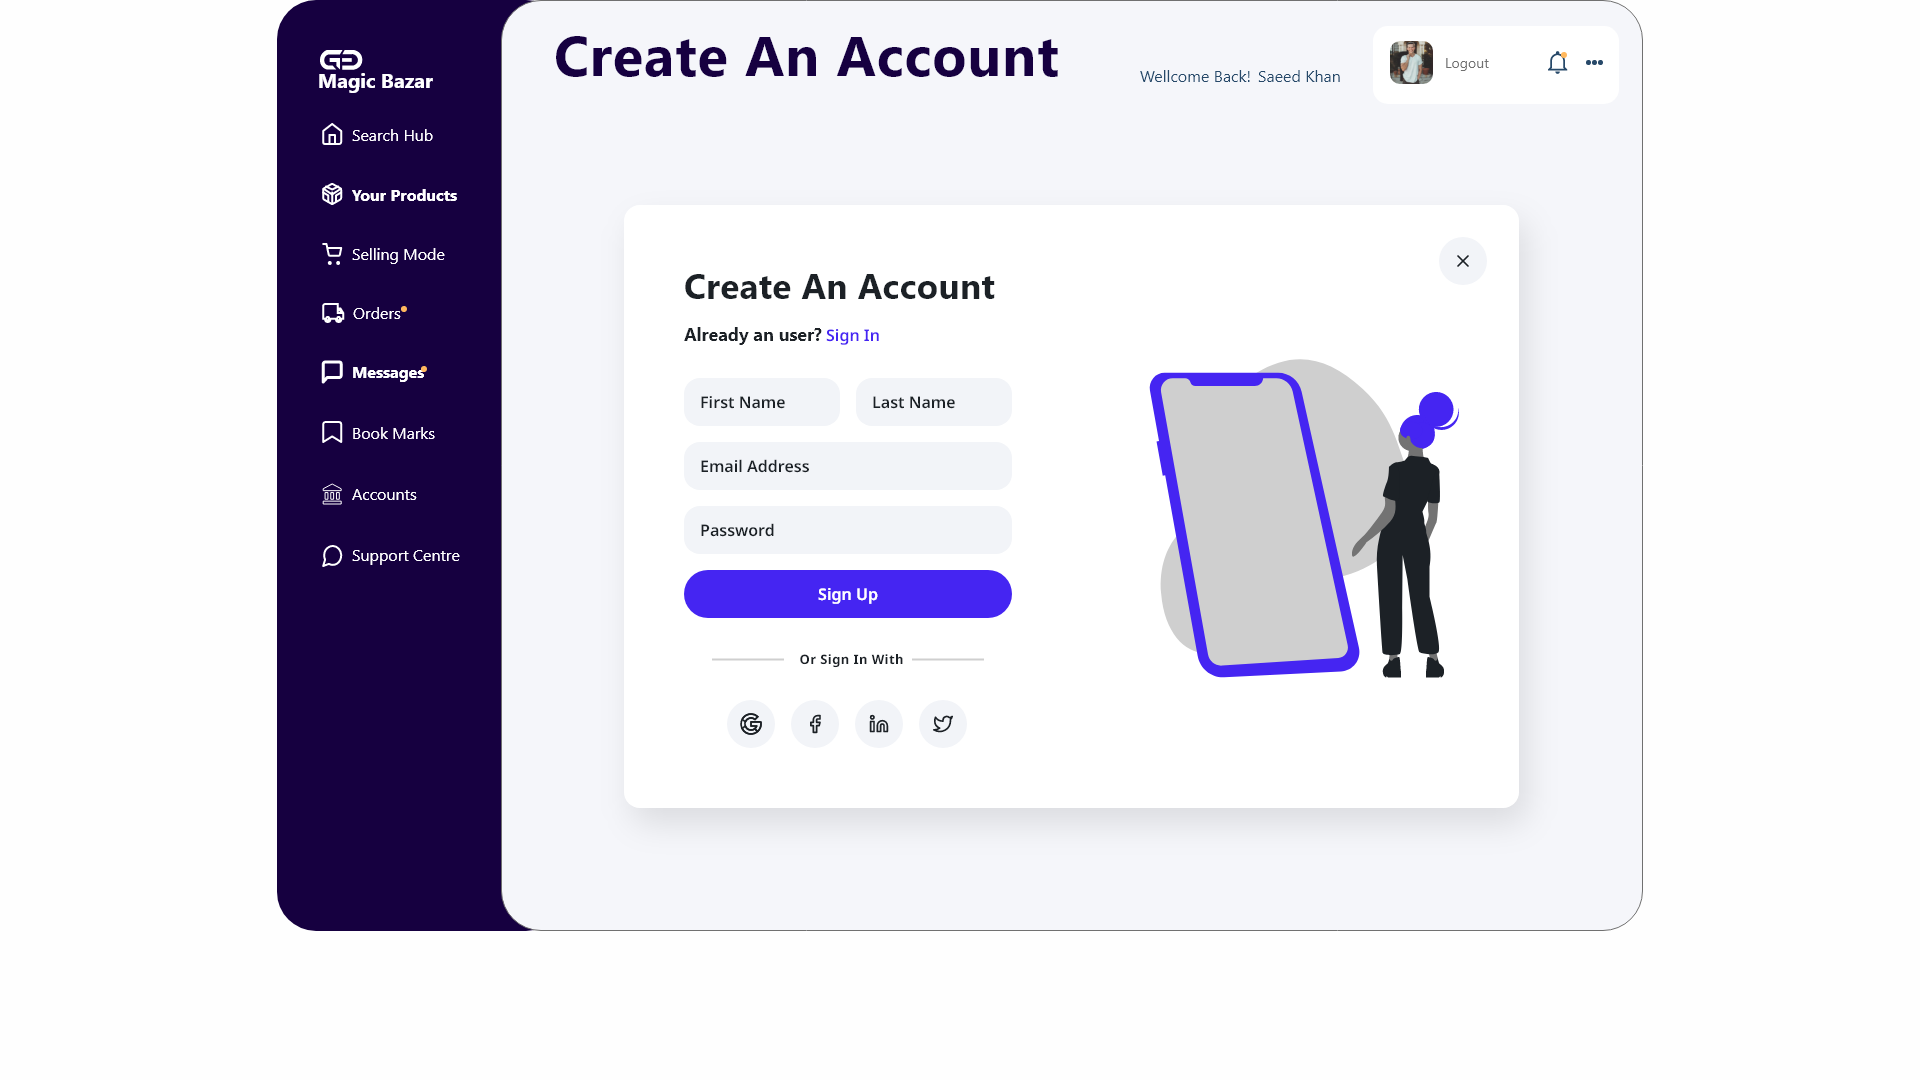 Magic Bazar
Search Hub
Your Products
Selling Mode
Orders
Messages
Book Marks
Accounts
Support Centre
Create An Account
Wellcome Back! Saeed Khan
Logout
Create An Account
Already an user? Sign In
First Name
Last Name
Email Address
Password
Sign Up
Or Sign In With